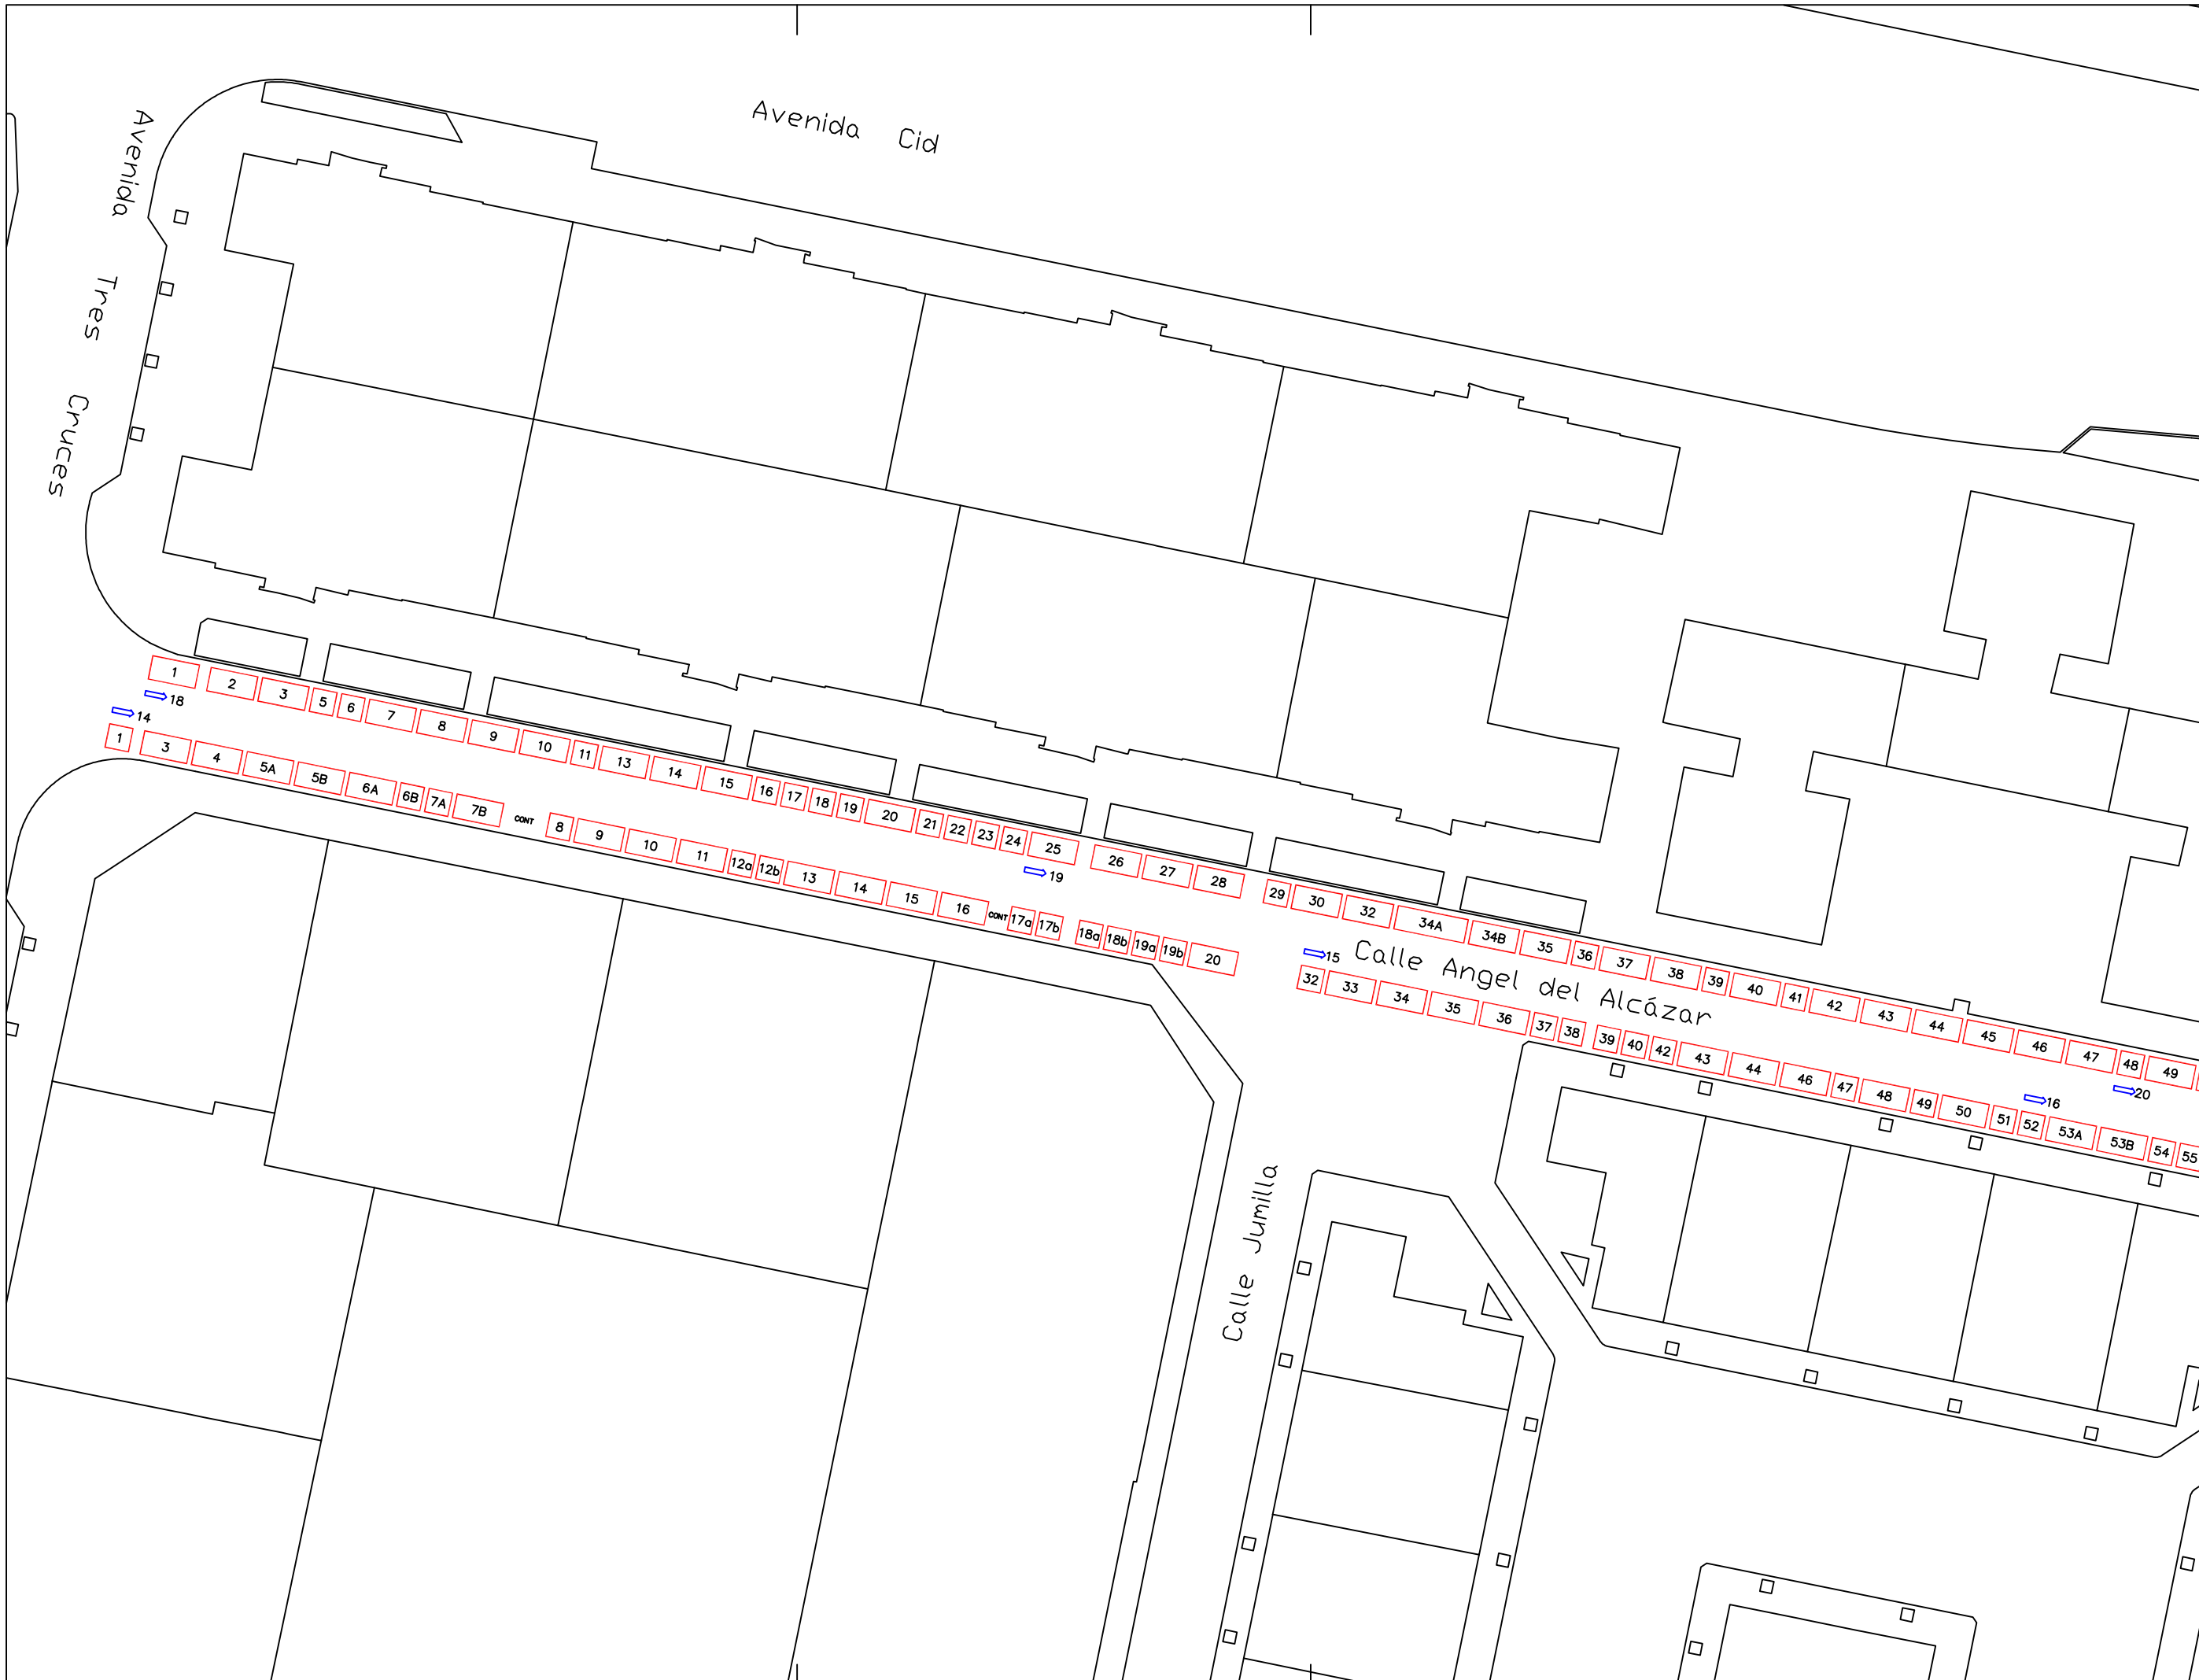 Avenida Cid
Avenida Tres Cruces
1 2 3 5 6 7 8 9 10 11 13 14 15 16 17 18 19 20 21 22 23 24 25 26 27 28 29 30 32 34A 34B 35 36 37 38 39 40 41 42 43 44 45 46 47 48 49
18
14
19
15
16
20
Calle Angel del Alcázar
1 3 4 5A 5B 6A 6B 7A 7B CONT 8 9 10 11 12a 12b 13 14 15 16 CONT 17a 17b 18a 18b 19a 19b 20
32 33 34 35 36 37 38 39 40 42 43 44 46 47 48 49 50 51 52 53A 53B 54 55
Calle Jumilla